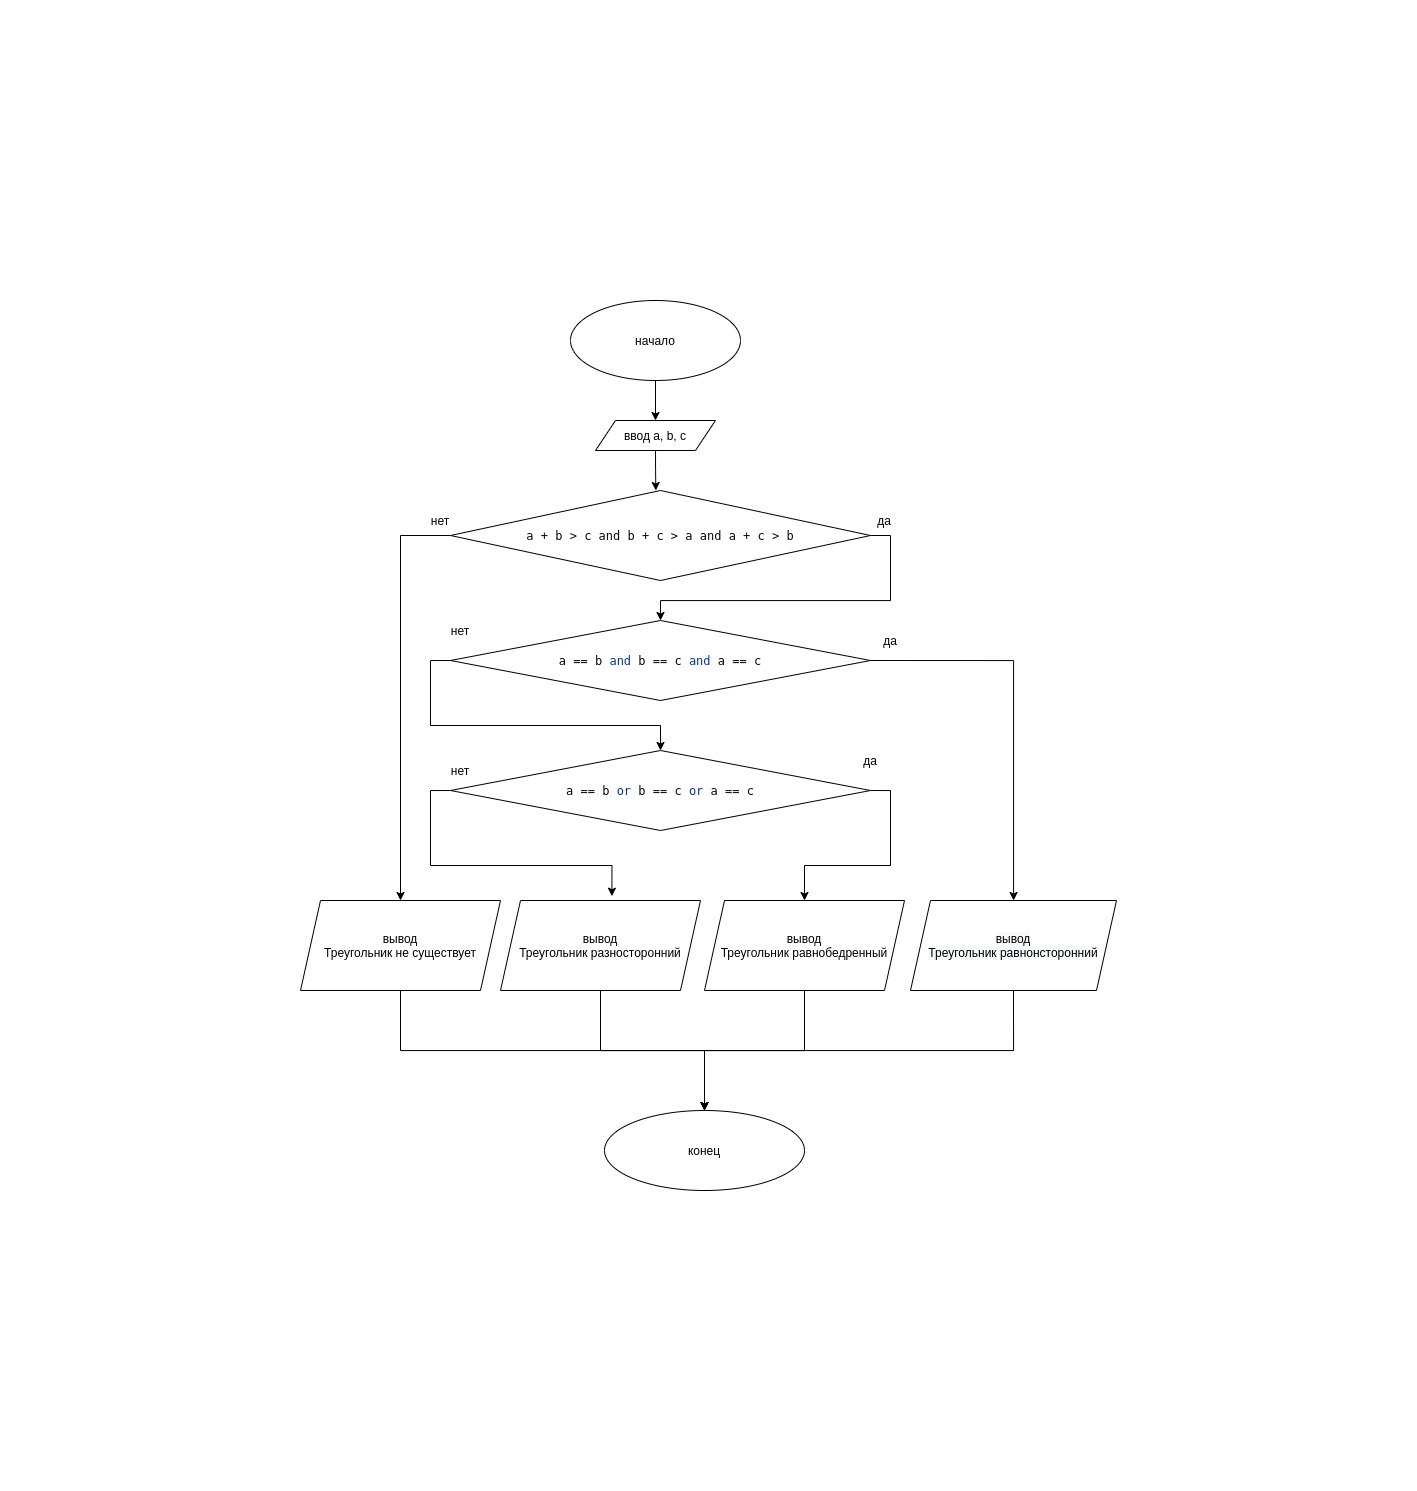 начало
ввод a, b, c
нет
да
a + b > c and b + c > a and a + c > b
нет
да
a == b and b == c and a == c
нет
да
a == b or b == c or a == c
вывод
Треугольник не существует
вывод
Треугольник разносторонний
вывод
Треугольник равнобедренный
вывод
Треугольник равнонсторонний
конец